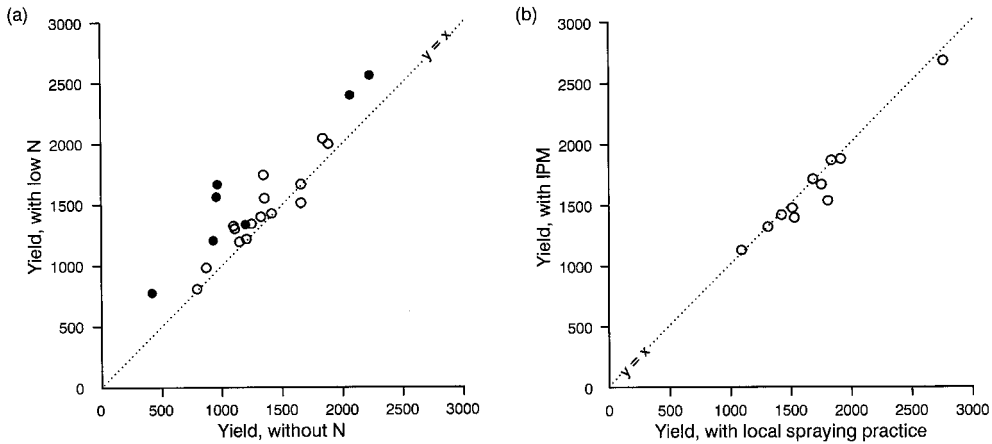 (a)
3000
2500
2000
1500
1000
500
0
Yield, with low N
y = x
0 500 1000 1500 2000 2500 3000
Yield, without N
(b)
3000
2500
2000
1500
1000
500
0
Yield, with IPM
y = x
0 500 1000 1500 2000 2500 3000
Yield, with local spraying practice